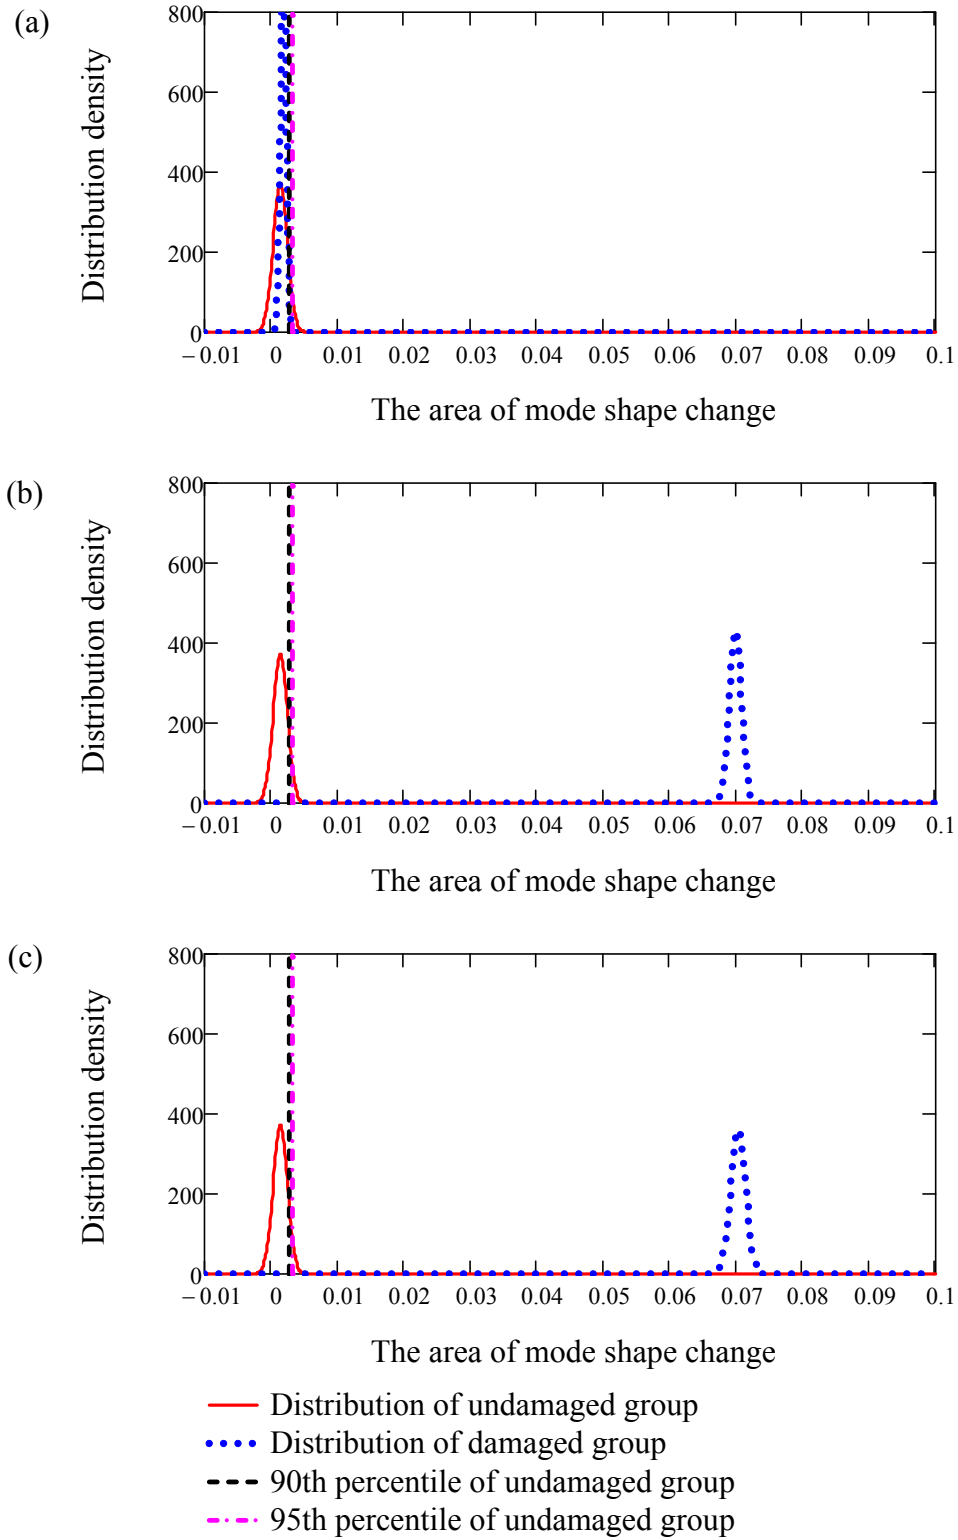 (a)
800
600
400
200
0
Distribution density
−0.01 0 0.01 0.02 0.03 0.04 0.05 0.06 0.07 0.08 0.09 0.1
The area of mode shape change
(b)
800
600
400
200
0
Distribution density
−0.01 0 0.01 0.02 0.03 0.04 0.05 0.06 0.07 0.08 0.09 0.1
The area of mode shape change
(c)
800
600
400
200
0
Distribution density
−0.01 0 0.01 0.02 0.03 0.04 0.05 0.06 0.07 0.08 0.09 0.1
The area of mode shape change
Distribution of undamaged group
Distribution of damaged group
90th percentile of undamaged group
95th percentile of undamaged group